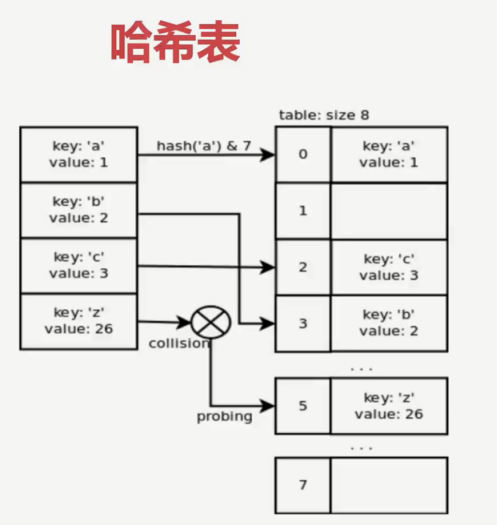 哈希表
table: size 8
key: 'a'
value: 1
hash('a') & 7
0
key: 'a'
value: 1
key: 'b'
value: 2
1
key: 'c'
value: 3
2
key: 'c'
value: 3
key: 'z'
value: 26
collision
3
key: 'b'
value: 2
...
probing
5
key: 'z'
value: 26
...
7